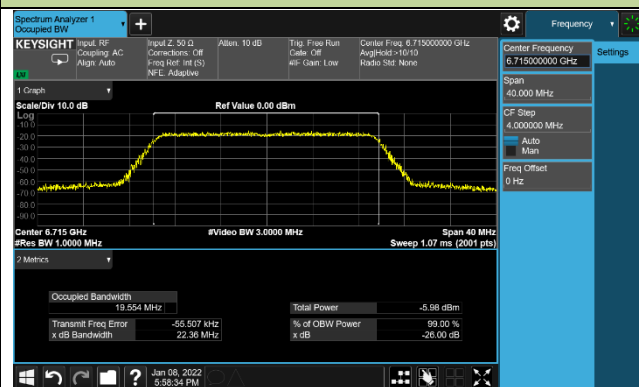 Spectrum Analyzer 1
Occupied BW
Frequency
KEYSIGHT
Input: RF
Coupling: AC
Align: Auto
Input Z: 50 Ω
Corrections: Off
Freq Ref: Int (S)
NFE: Adaptive
Atten: 10 dB
Trig: Free Run
Gate: Off
#IF Gain: Low
Center Freq: 6.715000000 GHz
Avg|Hold:>10/10
Radio Std: None
Center Frequency
6.715000000 GHz
Settings
Span
40.000 MHz
CF Step
4.000000 MHz
Auto
Man
Freq Offset
0 Hz
1 Graph
Scale/Div 10.0 dB
Ref Value 0.00 dBm
Log
-10.0
-20.0
-30.0
-40.0
-50.0
-60.0
-70.0
-80.0
-90.0
Center 6.715 GHz
#Video BW 3.0000 MHz
Span 40 MHz
#Res BW 1.0000 MHz
Sweep 1.07 ms (2001 pts)
2 Metrics
Occupied Bandwidth
19.554 MHz
Total Power
-5.98 dBm
Transmit Freq Error
-55.507 kHz
% of OBW Power
99.00 %
x dB Bandwidth
22.36 MHz
x dB
-26.00 dB
Jan 08, 2022
5:58:34 PM